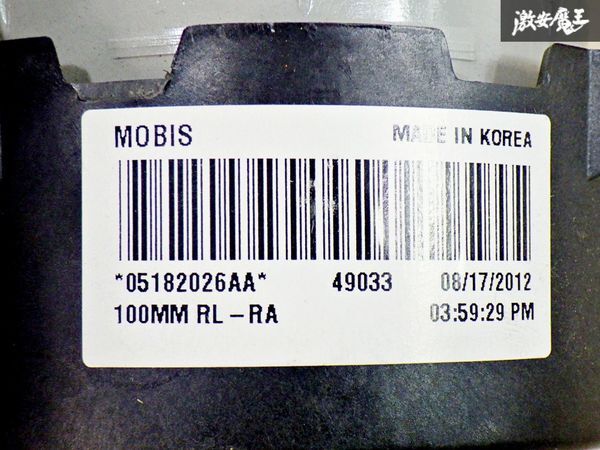 激安魔王
MOBIS MADE IN KOREA
*05182026AA* 49033 08/17/2012
100MM RL-RA 03:59:29 PM